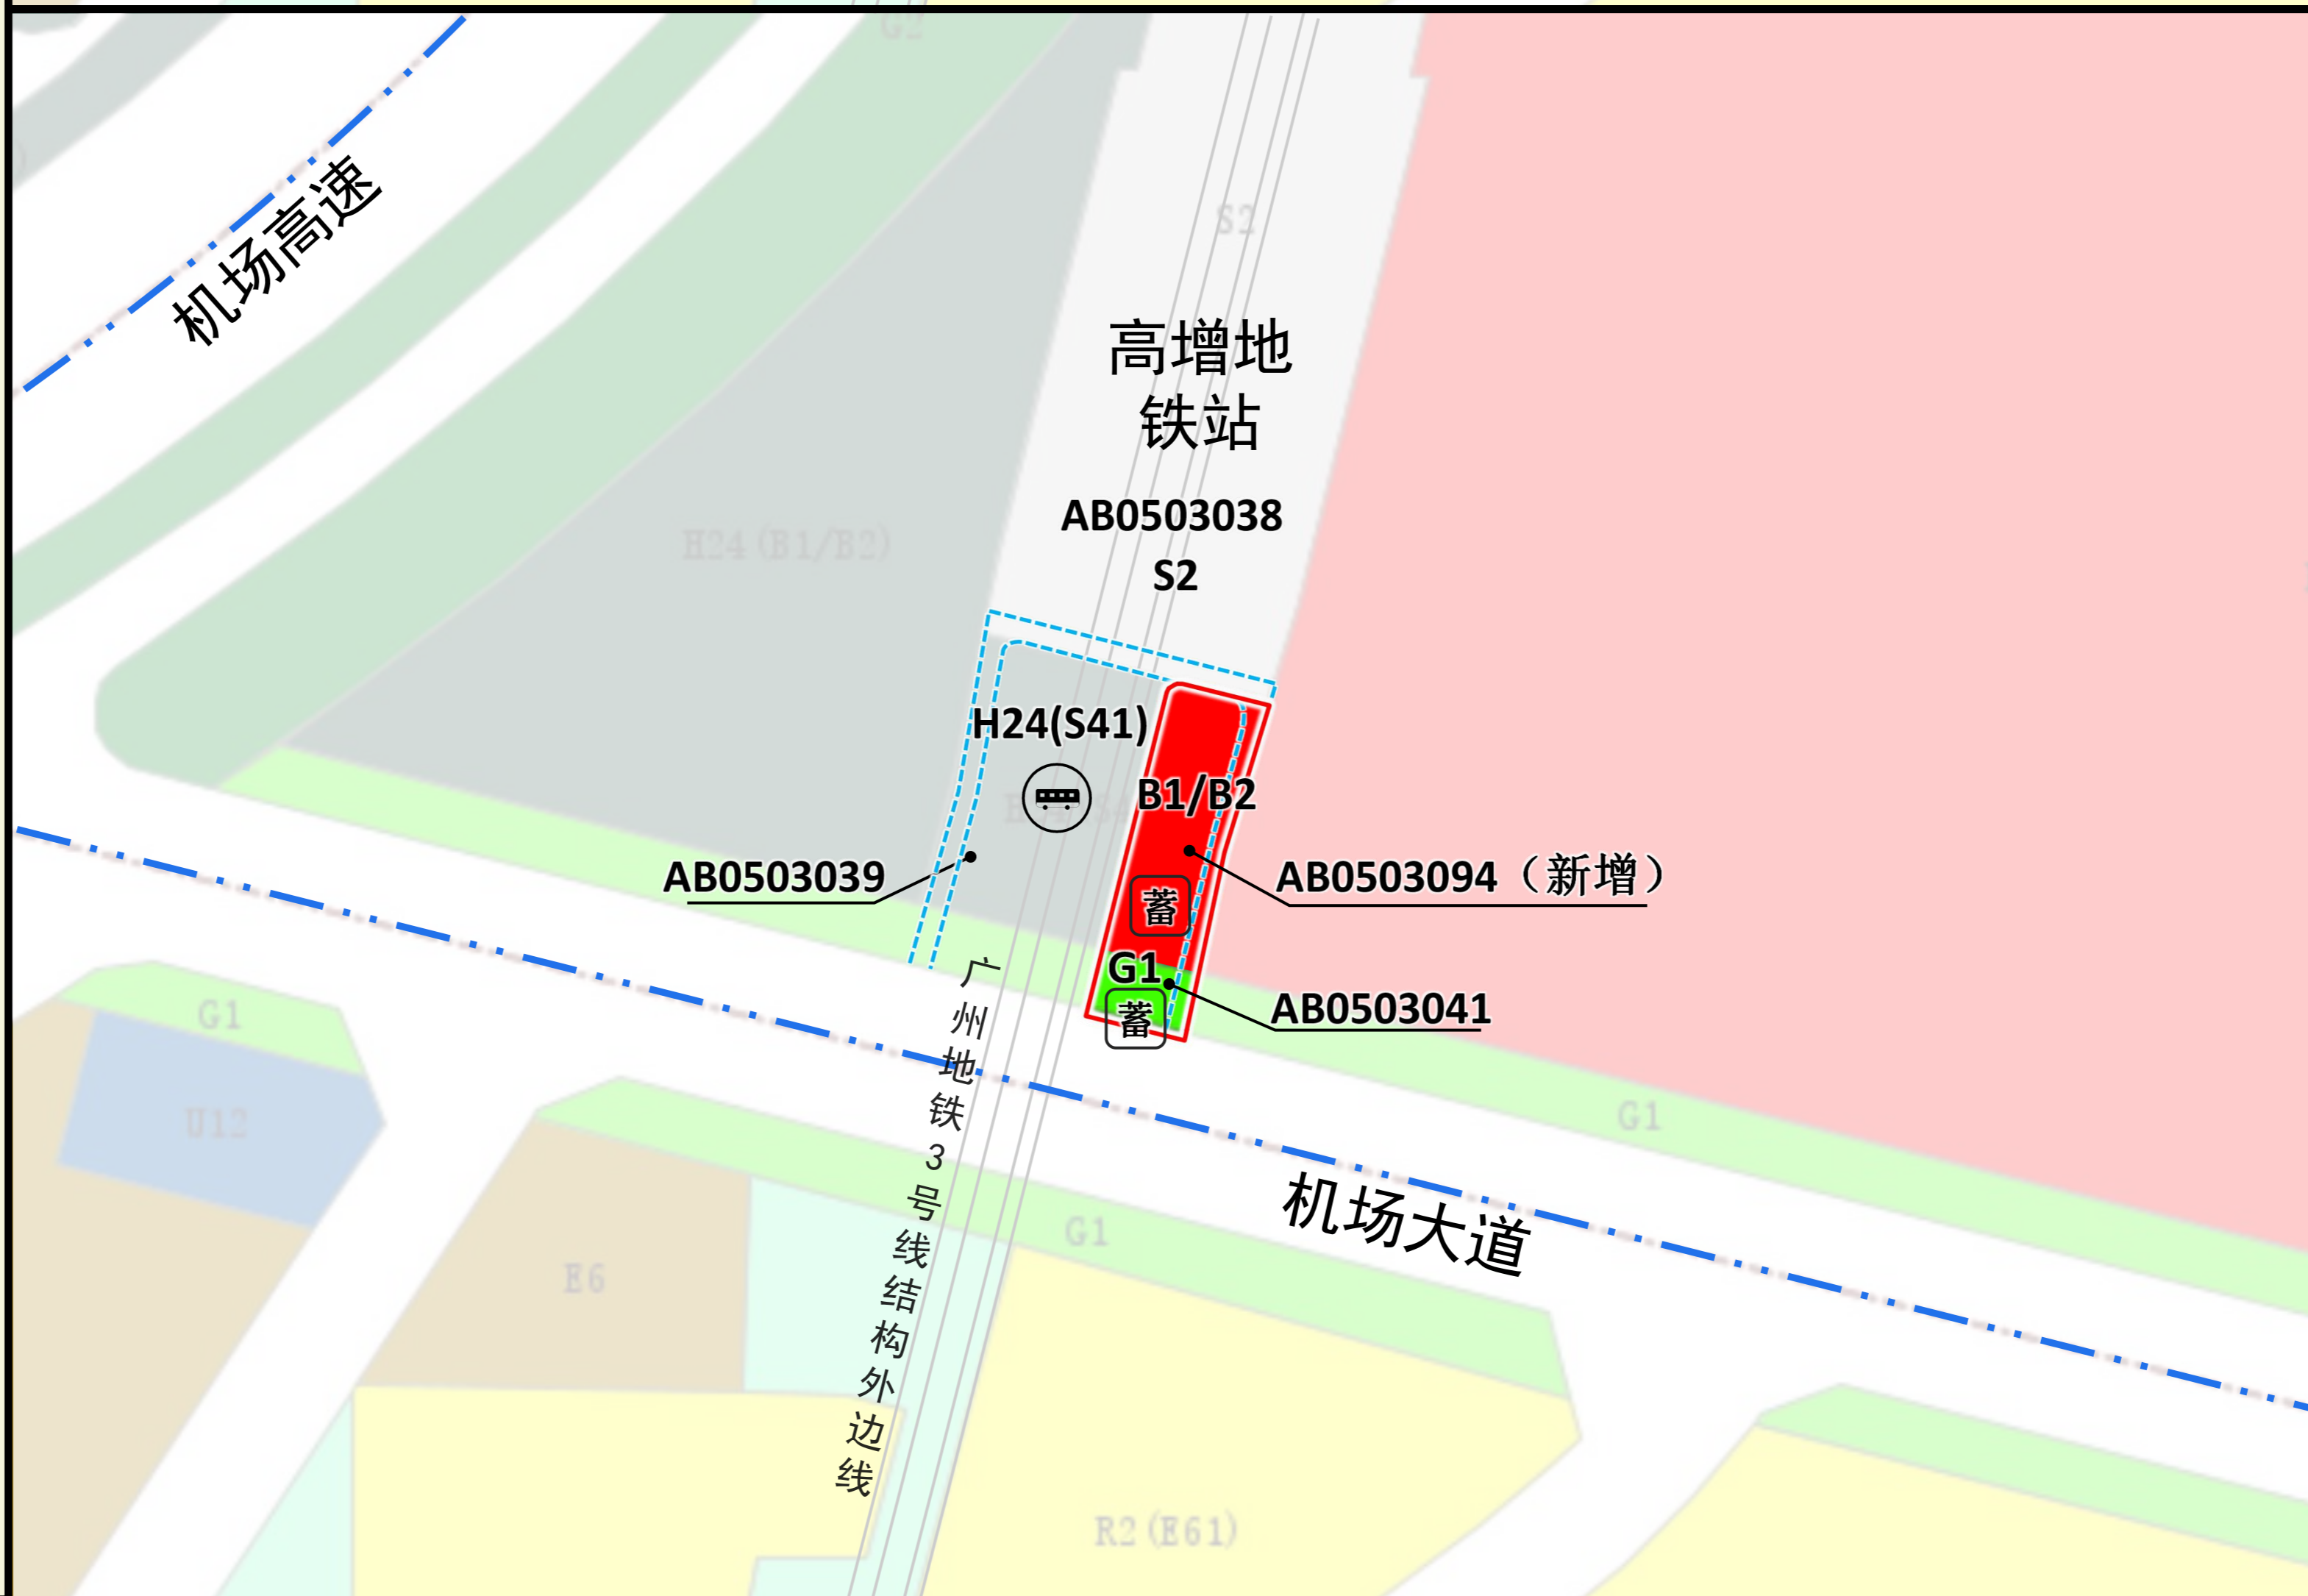 G2
机场高速
S2
高增地
铁站
H24(B1/B2)
AB0503038
S2
H24(S41)
B1/B2
AB0503039
AB0503094（新增）
蓄
G1
蓄
AB0503041
广州地铁3号线结构外边线
G1
U12
G1
G1
机场大道
E6
R2(E61)